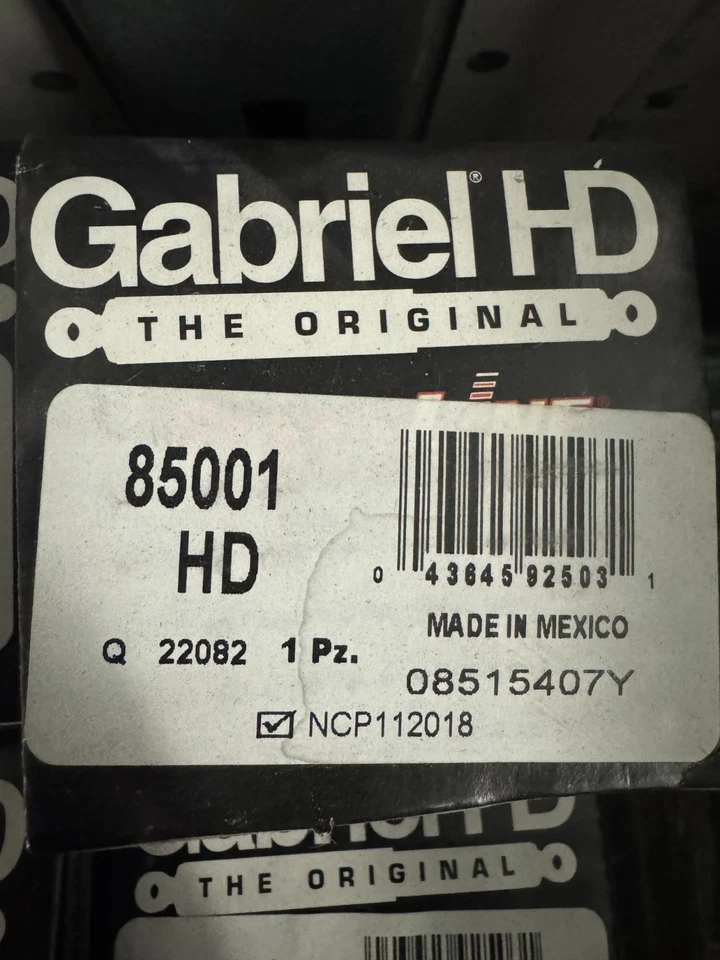 Gabriel® HD
THE ORIGINAL
85001
HD
0 43645 92503 1
MADE IN MEXICO
Q 22082 1 Pz.
08515407Y
NCP112018
THE ORIGINAL